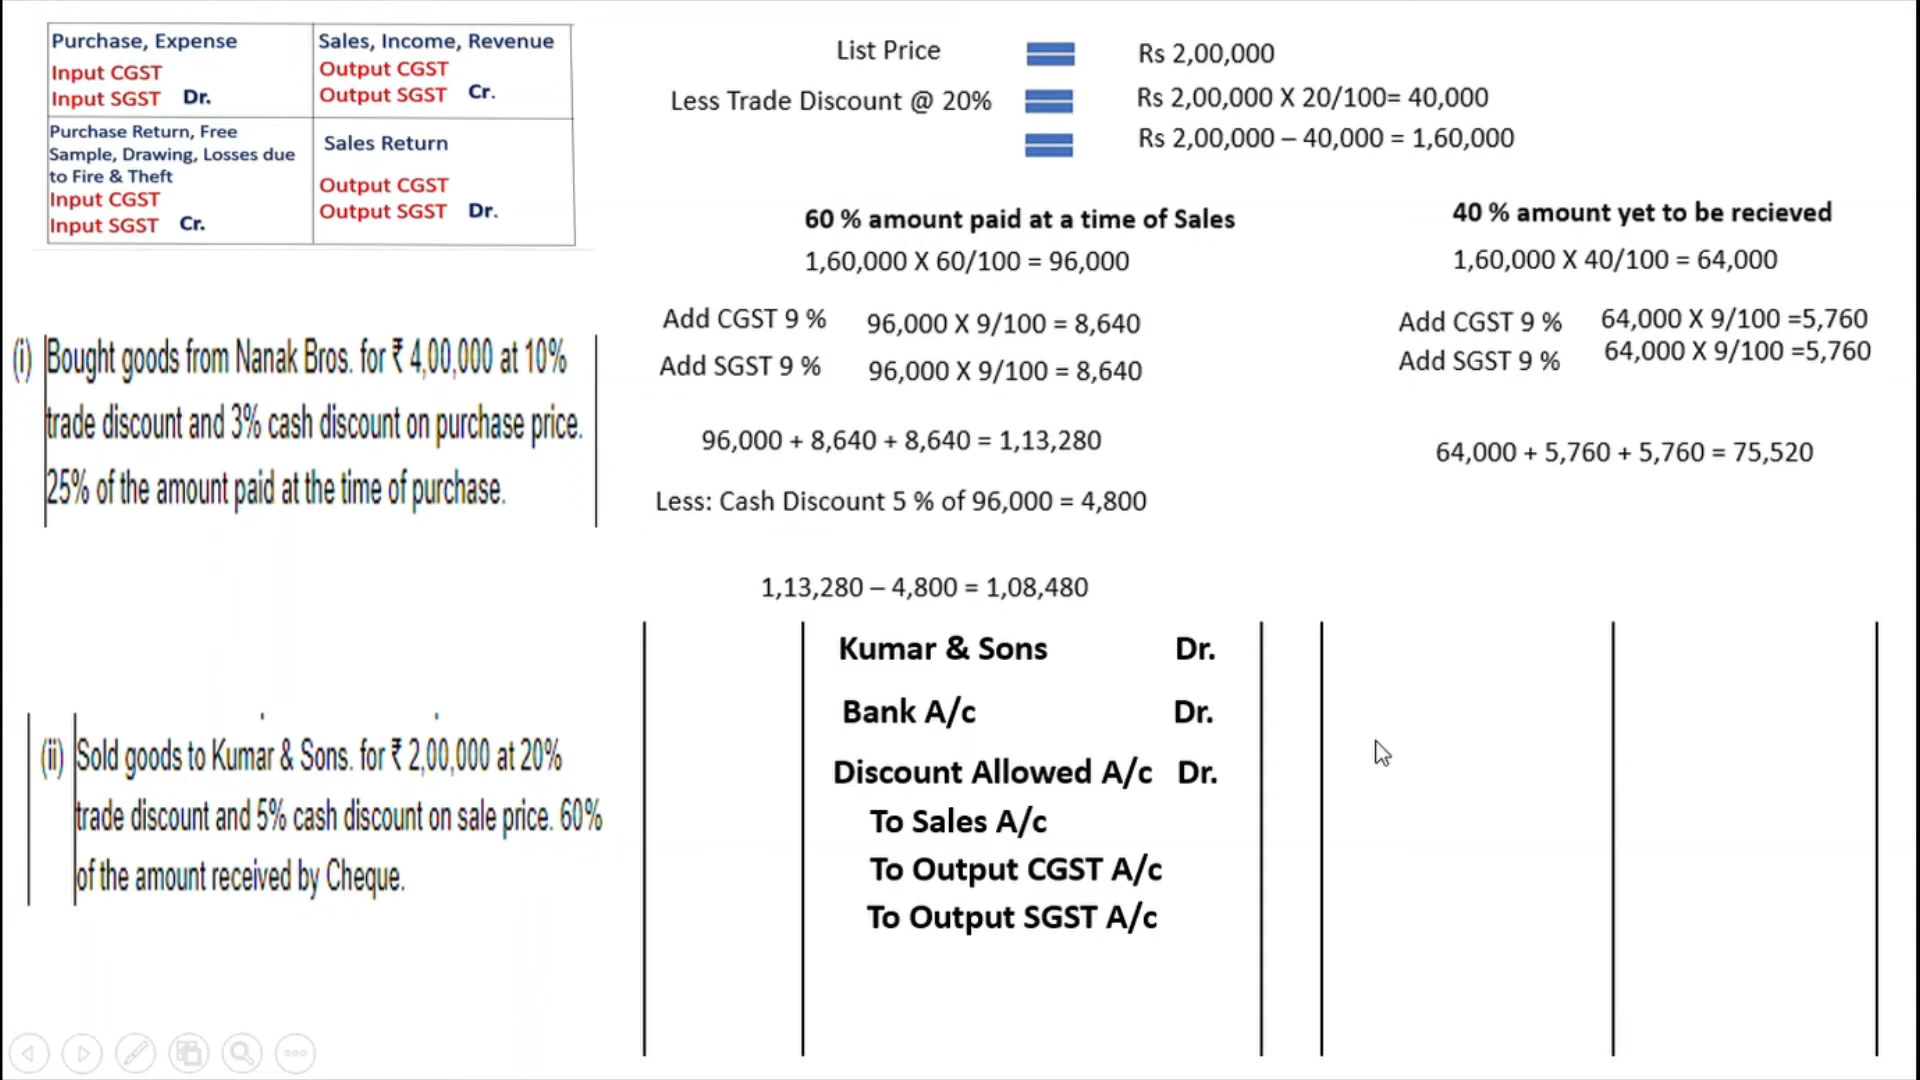 Purchase, Expense
Input CGST
Input SGST Dr.
Sales, Income, Revenue
Output CGST
Output SGST Cr.
Purchase Return, Free
Sample, Drawing, Losses due
to Fire & Theft
Input CGST
Input SGST Cr.
Sales Return
Output CGST
Output SGST Dr.
List Price Rs 2,00,000
Less Trade Discount @ 20% Rs 2,00,000 X 20/100= 40,000
Rs 2,00,000 – 40,000 = 1,60,000
60 % amount paid at a time of Sales
1,60,000 X 60/100 = 96,000
Add CGST 9 % 96,000 X 9/100 = 8,640
Add SGST 9 % 96,000 X 9/100 = 8,640
96,000 + 8,640 + 8,640 = 1,13,280
Less: Cash Discount 5 % of 96,000 = 4,800
1,13,280 – 4,800 = 1,08,480
40 % amount yet to be recieved
1,60,000 X 40/100 = 64,000
Add CGST 9 % 64,000 X 9/100 =5,760
Add SGST 9 % 64,000 X 9/100 =5,760
64,000 + 5,760 + 5,760 = 75,520
(i) Bought goods from Nanak Bros. for ₹ 4,00,000 at 10%
trade discount and 3% cash discount on purchase price.
25% of the amount paid at the time of purchase.
(ii) Sold goods to Kumar & Sons. for ₹ 2,00,000 at 20%
trade discount and 5% cash discount on sale price. 60%
of the amount received by Cheque.
Kumar & Sons Dr.
Bank A/c Dr.
Discount Allowed A/c Dr.
To Sales A/c
To Output CGST A/c
To Output SGST A/c